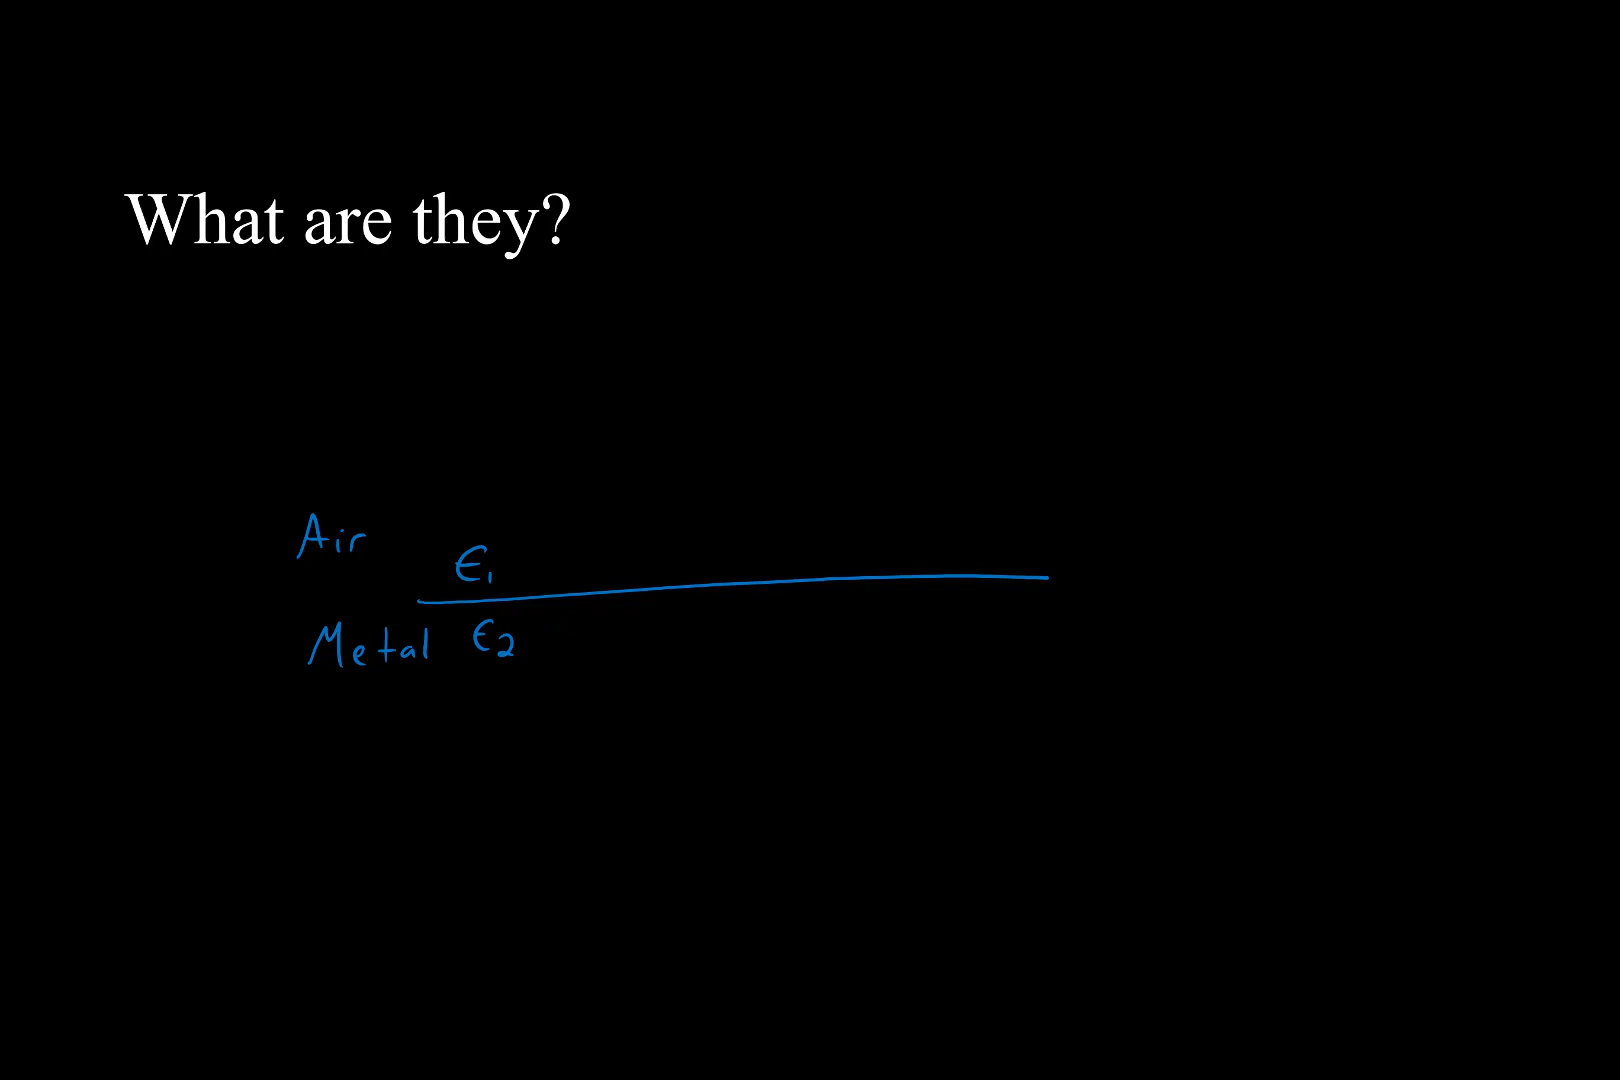 What are they?
Air ϵ₁
Metal ϵ₂